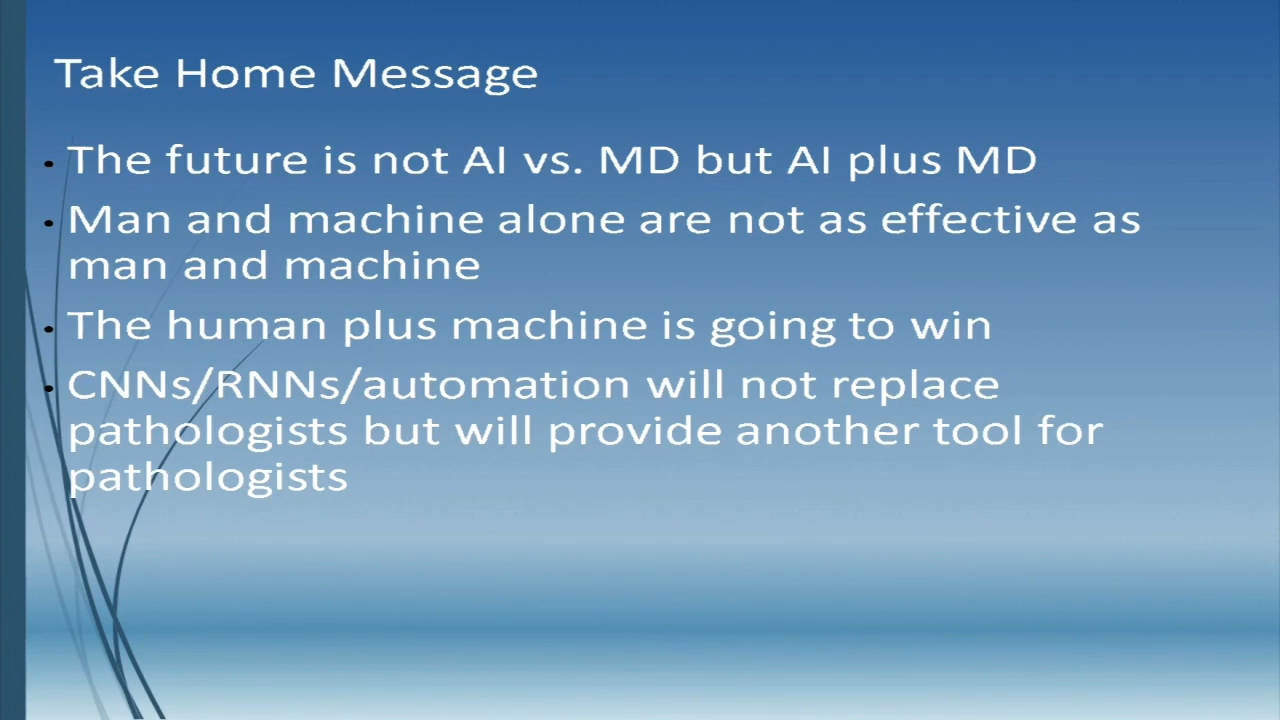 Take Home Message
• The future is not AI vs. MD but AI plus MD
• Man and machine alone are not as effective as
man and machine
• The human plus machine is going to win
• CNNs/RNNs/automation will not replace
pathologists but will provide another tool for
pathologists